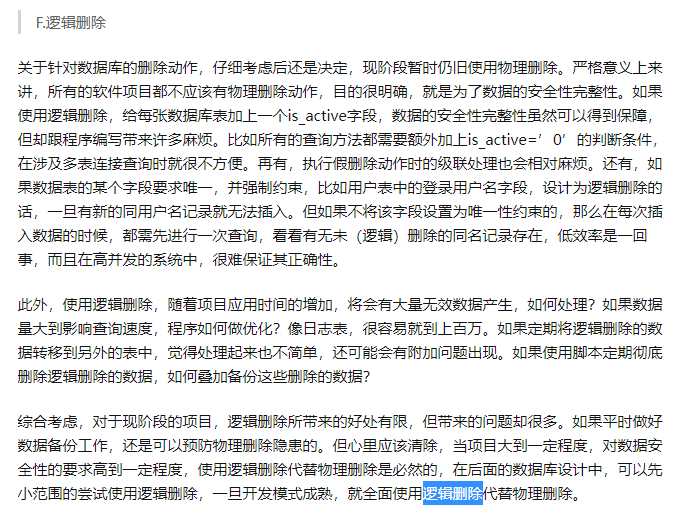 F.逻辑删除
关于针对数据库的删除动作，仔细考虑后还是决定，现阶段暂时仍旧使用物理删除。严格意义上来
讲，所有的软件项目都不应该有物理删除动作，目的很明确，就是为了数据的安全性完整性。如果
使用逻辑删除，给每张数据库表加上一个is_active字段，数据的安全性完整性虽然可以得到保障，
但却跟程序编写带来许多麻烦。比如所有的查询方法都需要额外加上is_active=’0’的判断条件，
在涉及多表连接查询时就很不方便。再有，执行假删除动作时的级联处理也会相对麻烦。还有，如
果数据表的某个字段要求唯一，并强制约束，比如用户表中的登录用户名字段，设计为逻辑删除的
话，一旦有新的同用户名记录就无法插入。但如果不将该字段设置为唯一性约束的，那么在每次插
入数据的时候，都需先进行一次查询，看看有无未（逻辑）删除的同名记录存在，低效率是一回
事，而且在高并发的系统中，很难保证其正确性。
此外，使用逻辑删除，随着项目应用时间的增加，将会有大量无效数据产生，如何处理？如果数据
量大到影响查询速度，程序如何做优化？像日志表，很容易就到上百万。如果定期将逻辑删除的数
据转移到另外的表中，觉得处理起来也不简单，还可能会有附加问题出现。如果使用脚本定期彻底
删除逻辑删除的数据，如何叠加备份这些删除的数据？
综合考虑，对于现阶段的项目，逻辑删除所带来的好处有限，但带来的问题却很多。如果平时做好
数据备份工作，还是可以预防物理删除隐患的。但心里应该清除，当项目大到一定程度，对数据安
全性的要求高到一定程度，使用逻辑删除代替物理删除是必然的，在后面的数据库设计中，可以先
小范围的尝试使用逻辑删除，一旦开发模式成熟，就全面使用逻辑删除代替物理删除。